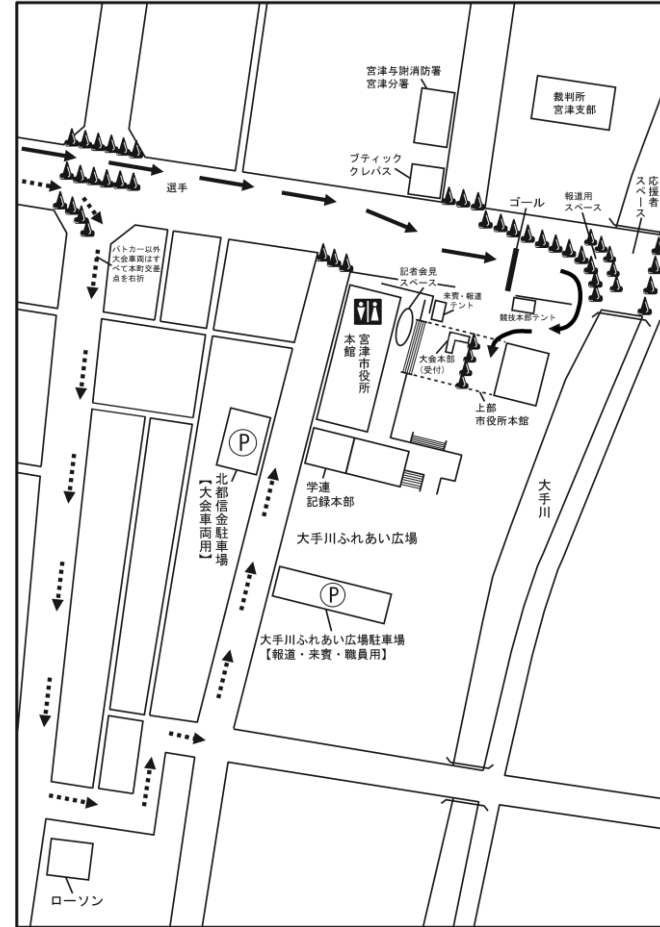 宮津与謝消防署
宮津分署
裁判所
宮津支部
ブティック
クレパス
選手
ゴール
報道用
スペース
応援者
スペース
パトカー以外
大会車両はす
べて本町交差
点を右折
記者会見
スペース
来賓・報道
テント
競技本部テント
宮津市役所
本館
大会本部
(受付)
上部
市役所本館
P
北都信金駐車場
【大会車両用】
学連
記録本部
大手川
大手川ふれあい広場
P
大手川ふれあい広場駐車場
【報道・来賓・職員用】
ローソン